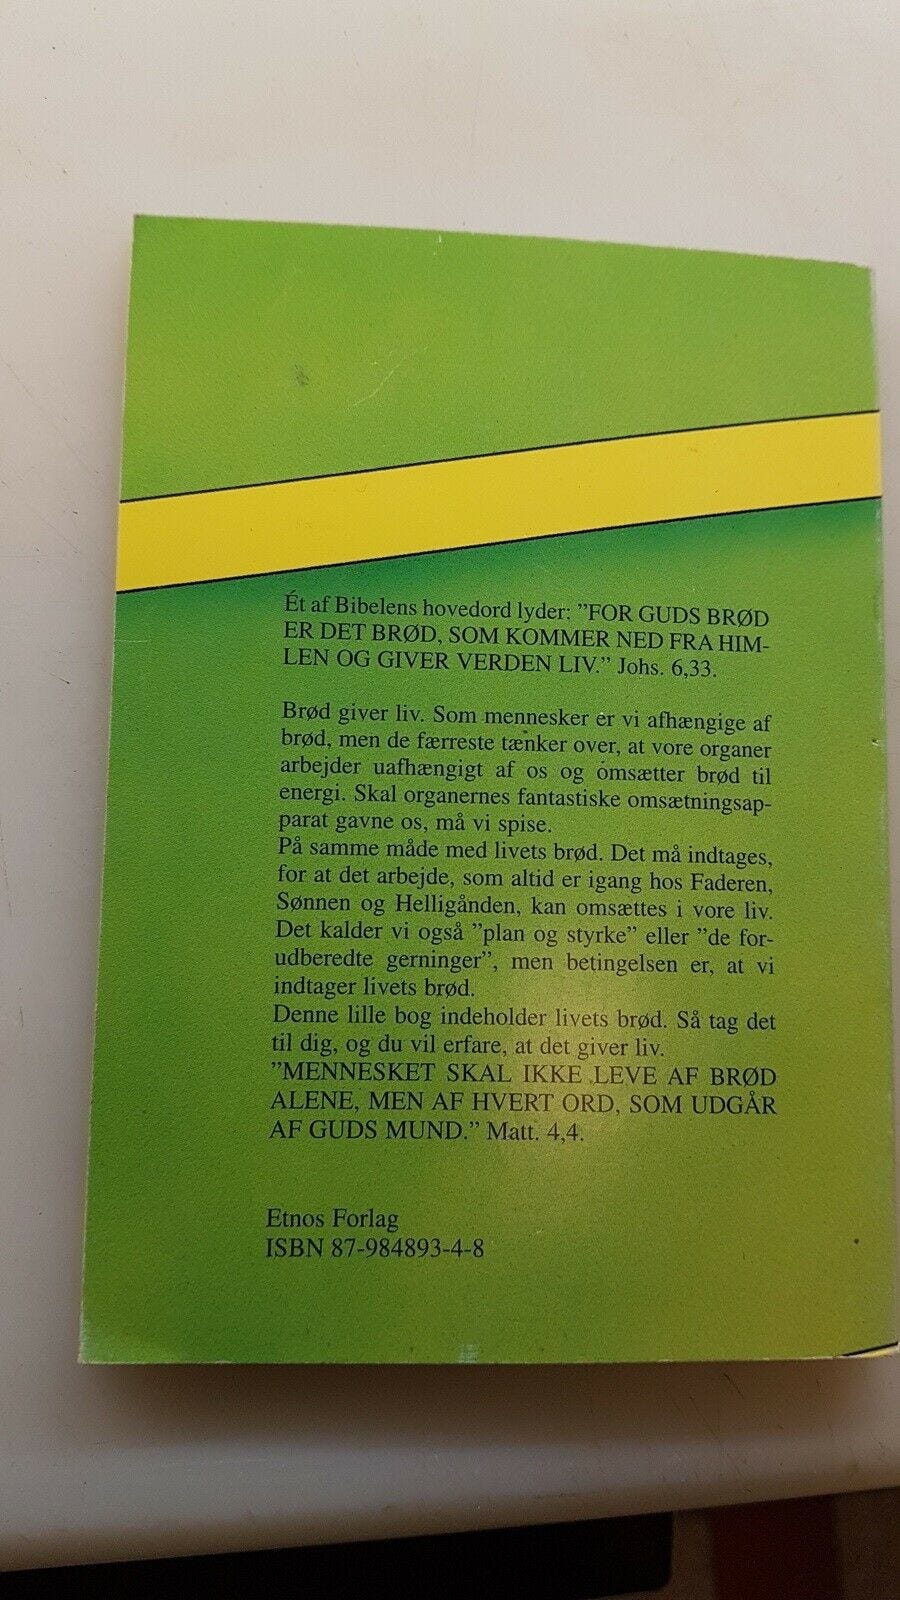 Ét af Bibelens hovedord lyder: ”FOR GUDS BRØD
ER DET BRØD, SOM KOMMER NED FRA HIM-
LEN OG GIVER VERDEN LIV.” Johs. 6,33.
Brød giver liv. Som mennesker er vi afhængige af
brød, men de færreste tænker over, at vore organer
arbejder uafhængigt af os og omsætter brød til
energi. Skal organernes fantastiske omsætningsap-
parat gavne os, må vi spise.
På samme måde med livets brød. Det må indtages,
for at det arbejde, som altid er igang hos Faderen,
Sønnen og Helligånden, kan omsættes i vore liv.
Det kalder vi også ”plan og styrke” eller ”de for-
udberedte gerninger”, men betingelsen er, at vi
indtager livets brød.
Denne lille bog indeholder livets brød. Så tag det
til dig, og du vil erfare, at det giver liv.
”MENNESKET SKAL IKKE LEVE AF BRØD
ALENE, MEN AF HVERT ORD, SOM UDGÅR
AF GUDS MUND.” Matt. 4,4.
Etnos Forlag
ISBN 87-984893-4-8